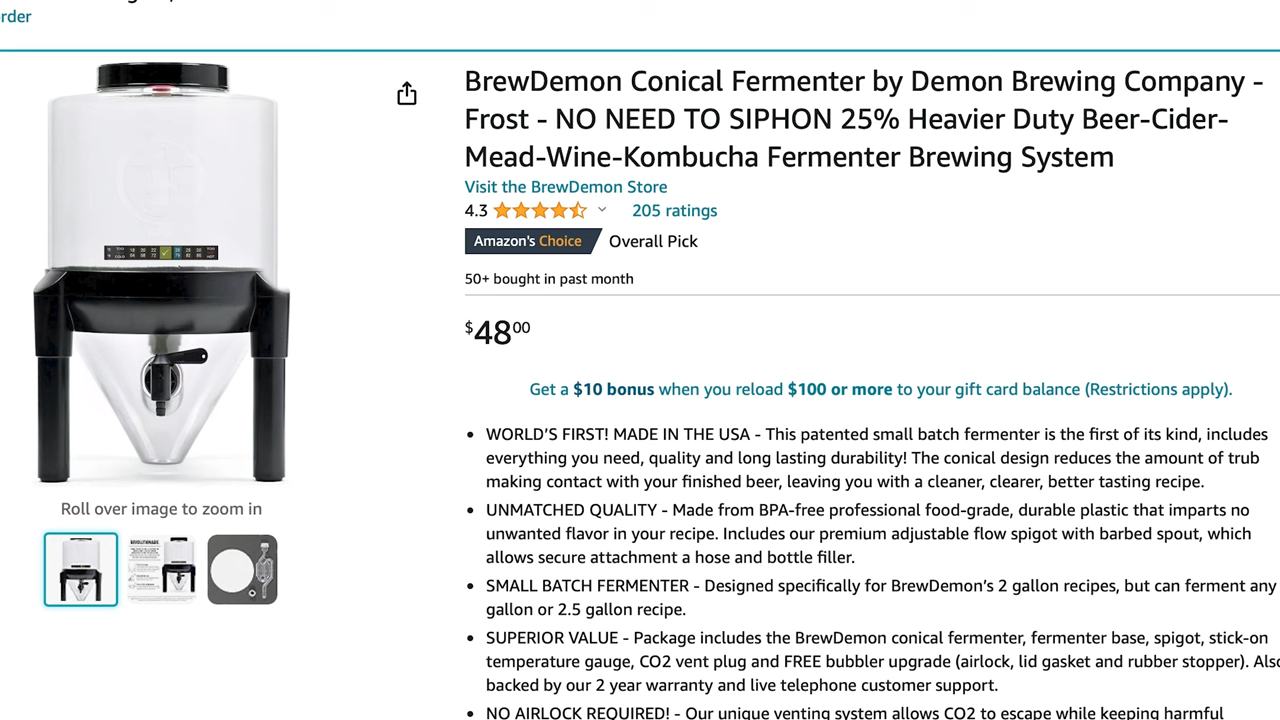 rder
BrewDemon Conical Fermenter by Demon Brewing Company -
Frost - NO NEED TO SIPHON 25% Heavier Duty Beer-Cider-
Mead-Wine-Kombucha Fermenter Brewing System
Visit the BrewDemon Store
4.3
205 ratings
Amazon's Choice Overall Pick
50+ bought in past month
$4800
Get a $10 bonus when you reload $100 or more to your gift card balance (Restrictions apply).
• WORLD'S FIRST! MADE IN THE USA - This patented small batch fermenter is the first of its kind, includes
everything you need, quality and long lasting durability! The conical design reduces the amount of trub
making contact with your finished beer, leaving you with a cleaner, clearer, better tasting recipe.
• UNMATCHED QUALITY - Made from BPA-free professional food-grade, durable plastic that imparts no
unwanted flavor in your recipe. Includes our premium adjustable flow spigot with barbed spout, which
allows secure attachment a hose and bottle filler.
• SMALL BATCH FERMENTER - Designed specifically for BrewDemon's 2 gallon recipes, but can ferment any
gallon or 2.5 gallon recipe.
• SUPERIOR VALUE - Package includes the BrewDemon conical fermenter, fermenter base, spigot, stick-on
temperature gauge, CO2 vent plug and FREE bubbler upgrade (airlock, lid gasket and rubber stopper). Also
backed by our 2 year warranty and live telephone customer support.
• NO AIRLOCK REQUIRED! - Our unique venting system allows CO2 to escape while keeping harmful
Roll over image to zoom in